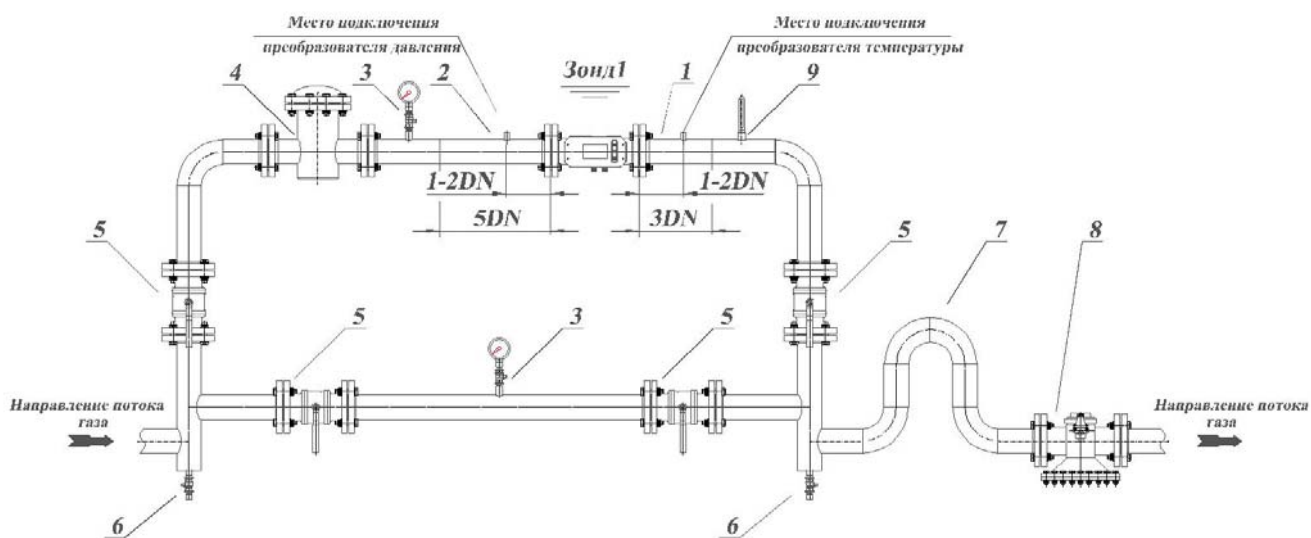 Место подключения
преобразователя давления
Место подключения
преобразователя температуры
4
3
2
Зонд1
1
9
1-2DN
1-2DN
5DN
3DN
5
5
7
8
5
3
5
Направление потока
газа
Направление потока
газа
6
6